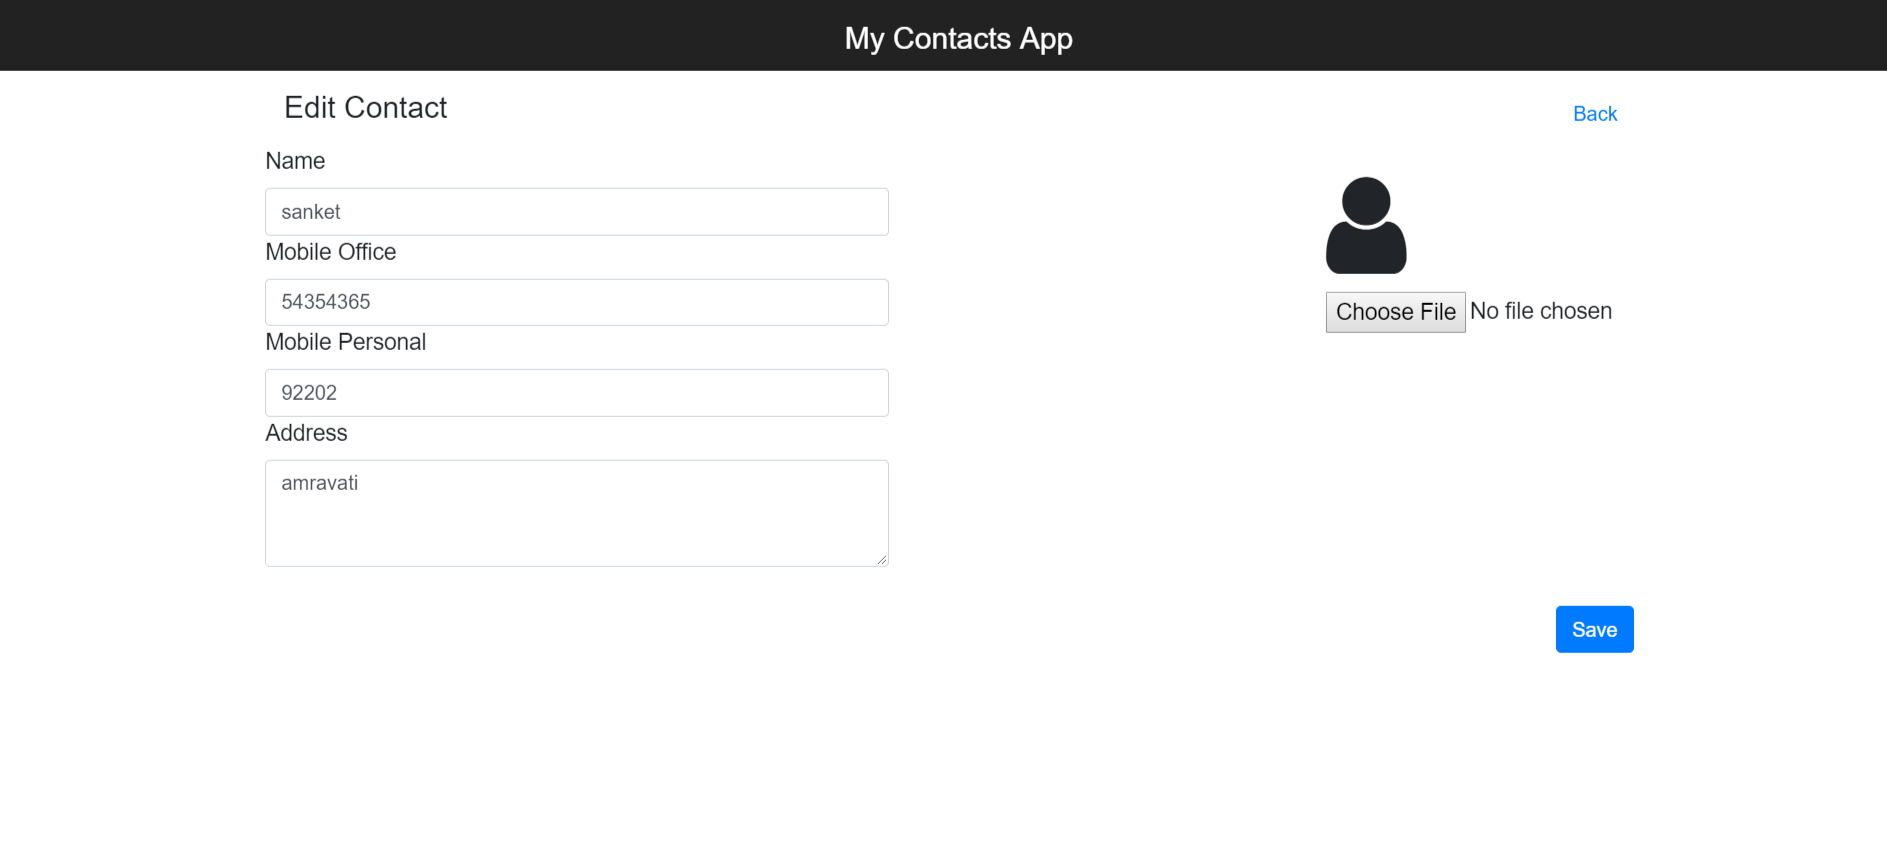 My Contacts App
Edit Contact
Back
Name
sanket
Mobile Office
54354365
Mobile Personal
92202
Address
amravati
Choose File No file chosen
Save